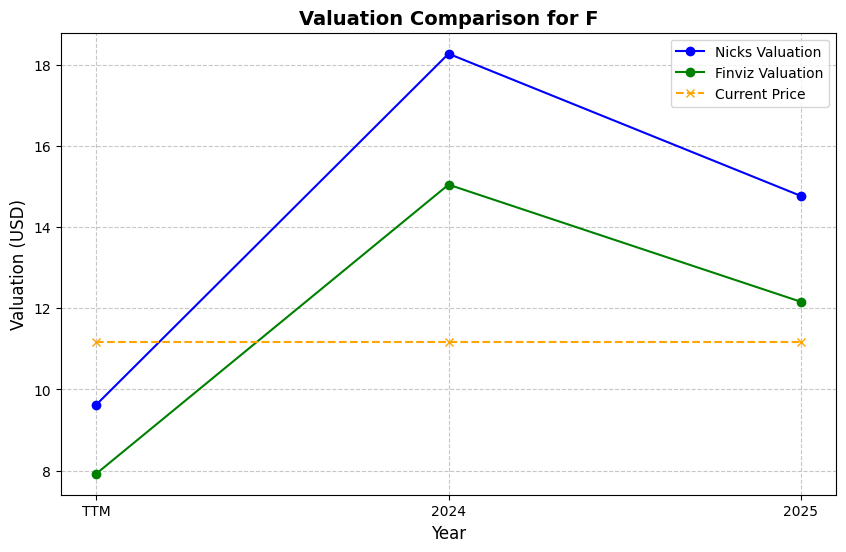 Valuation Comparison for F
Nicks Valuation
Finviz Valuation
Current Price
Valuation (USD)
18
16
14
12
10
8
TTM
2024
2025
Year